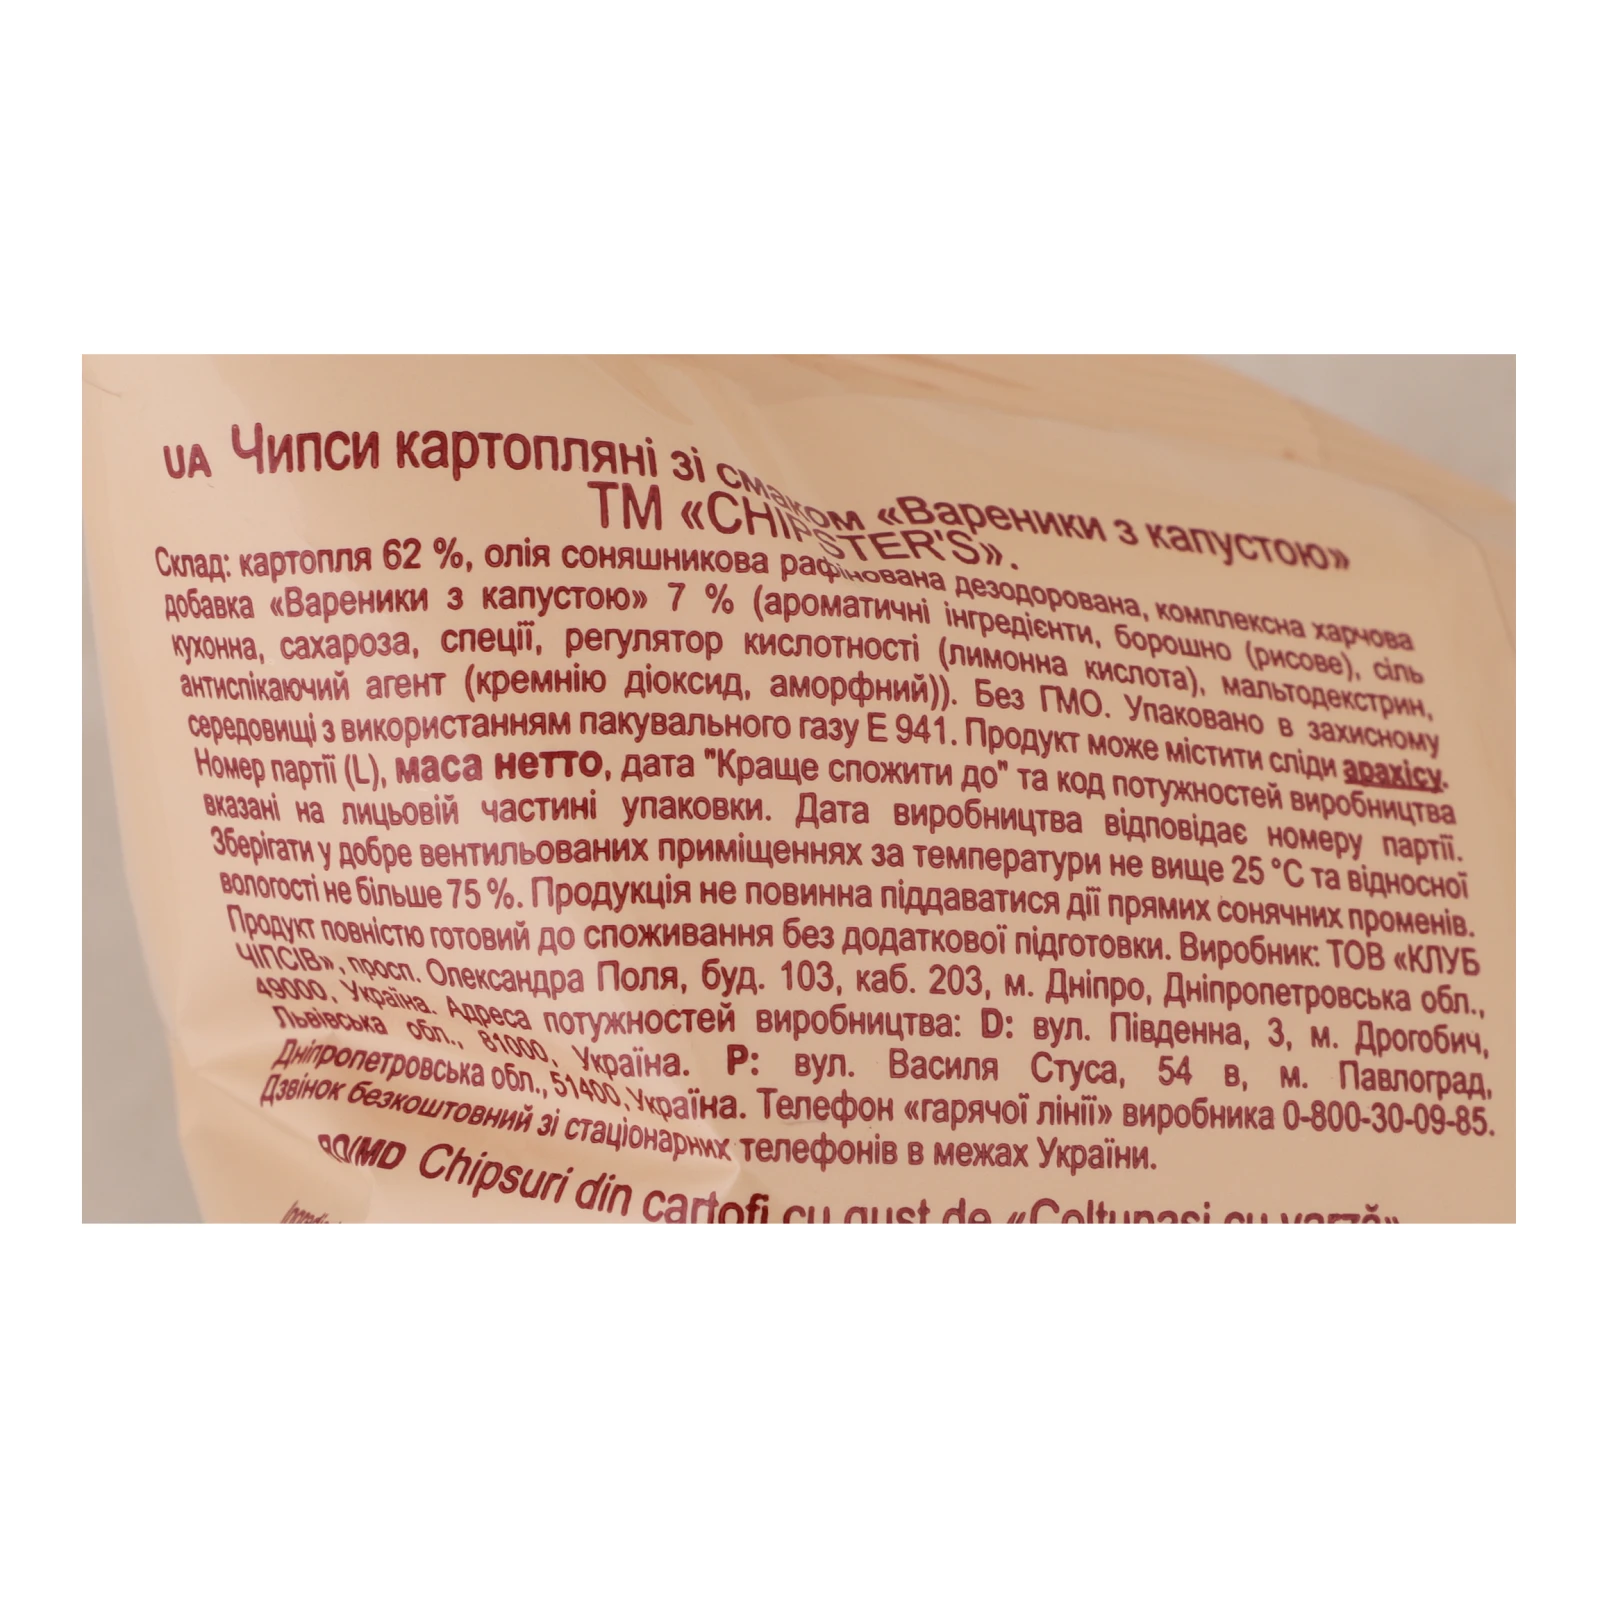 UA Чипси картопляні зі смаком «Вареники з капустою»
ТМ «CHIPSTER'S».
Склад: картопля 62 %, олія соняшникова рафінована дезодорована, комплексна харчова
добавка «Вареники з капустою» 7 % (ароматичні інгредієнти, борошно (рисове), сіль
кухонна, сахароза, спеції, регулятор кислотності (лимонна кислота), мальтодекстрин,
антиспікаючий агент (кремнію діоксид, аморфний)). Без ГМО. Упаковано в захисному
середовищі з використанням пакувального газу Е 941. Продукт може містити сліди арахісу.
Номер партії (L), маса нетто, дата "Краще спожити до" та код потужностей виробництва
вказані на лицьовій частині упаковки. Дата виробництва відповідає номеру партії.
Зберігати у добре вентильованих приміщеннях за температури не вище 25 °С та відносної
вологості не більше 75 %. Продукція не повинна піддаватися дії прямих сонячних променів.
Продукт повністю готовий до споживання без додаткової підготовки. Виробник: ТОВ «КЛУБ
ЧІПСІВ», просп. Олександра Поля, буд. 103, каб. 203, м. Дніпро, Дніпропетровська обл.,
49000, Україна. Адреса потужностей виробництва: D: вул. Південна, 3, м. Дрогобич,
Львівська обл., 81000, Україна. P: вул. Василя Стуса, 54 в, м. Павлоград,
Дніпропетровська обл., 51400, Україна. Телефон «гарячої лінії» виробника 0-800-30-09-85.
Дзвінок безкоштовний зі стаціонарних телефонів в межах України.
RO/MD Chipsuri din cartofi cu gust de «Colțunași cu varză»